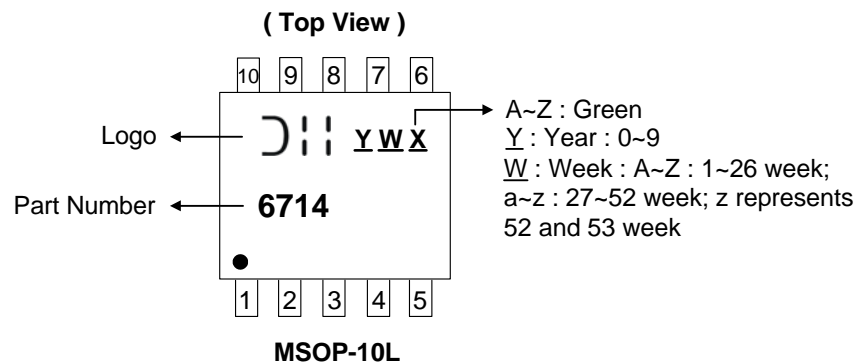 ( Top View )
10 9 8 7 6
Logo
Y W X
A~Z : Green
Y : Year : 0~9
W : Week : A~Z : 1~26 week;
a~z : 27~52 week; z represents
52 and 53 week
Part Number
6714
1 2 3 4 5
MSOP-10L